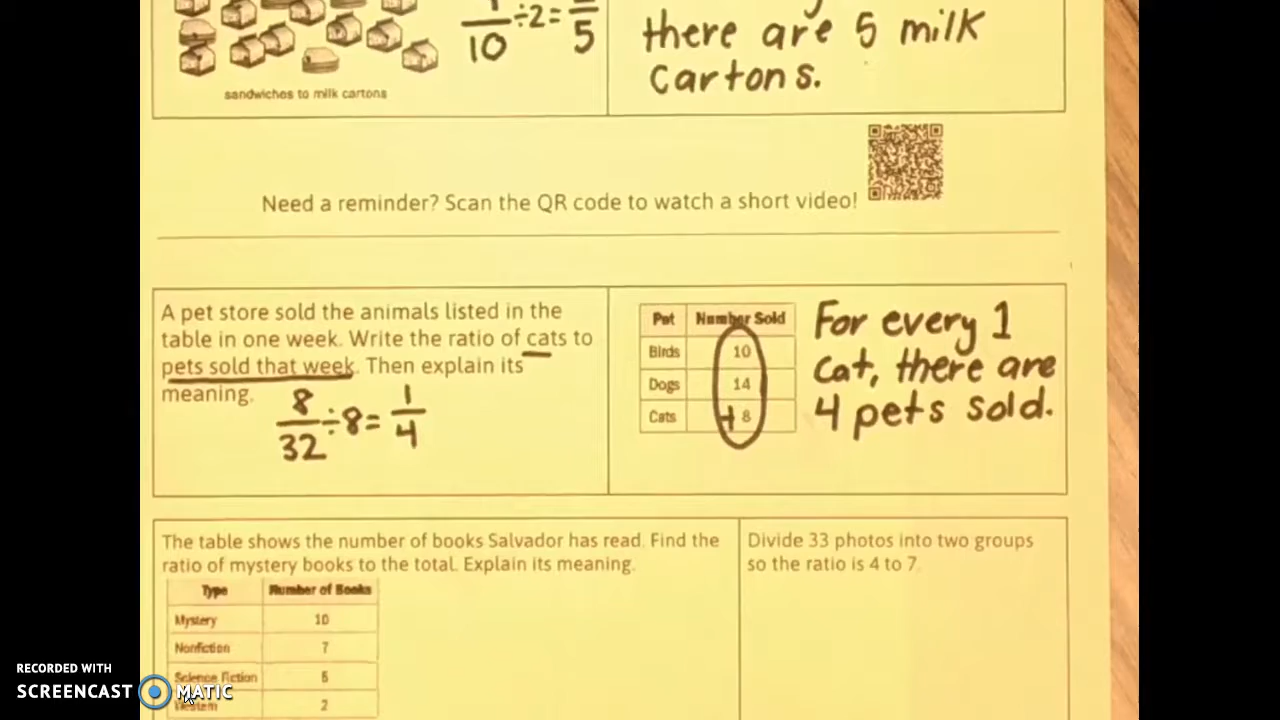 10
÷2=
5
there are 5 milk
cartons.
sandwiches to milk cartons
Need a reminder? Scan the QR code to watch a short video!
A pet store sold the animals listed in the
table in one week. Write the ratio of cats to
pets sold that week. Then explain its
meaning.
8
32
÷8=
1
4
Pet Number Sold
Birds 10
Dogs 14
Cats + 8
For every 1
cat, there are
4 pets sold.
The table shows the number of books Salvador has read. Find the
ratio of mystery books to the total. Explain its meaning.
Type Number of Books
Mystery 10
Nonfiction 7
Science Fiction 5
Western 2
Divide 33 photos into two groups
so the ratio is 4 to 7
RECORDED WITH
SCREENCAST MATIC